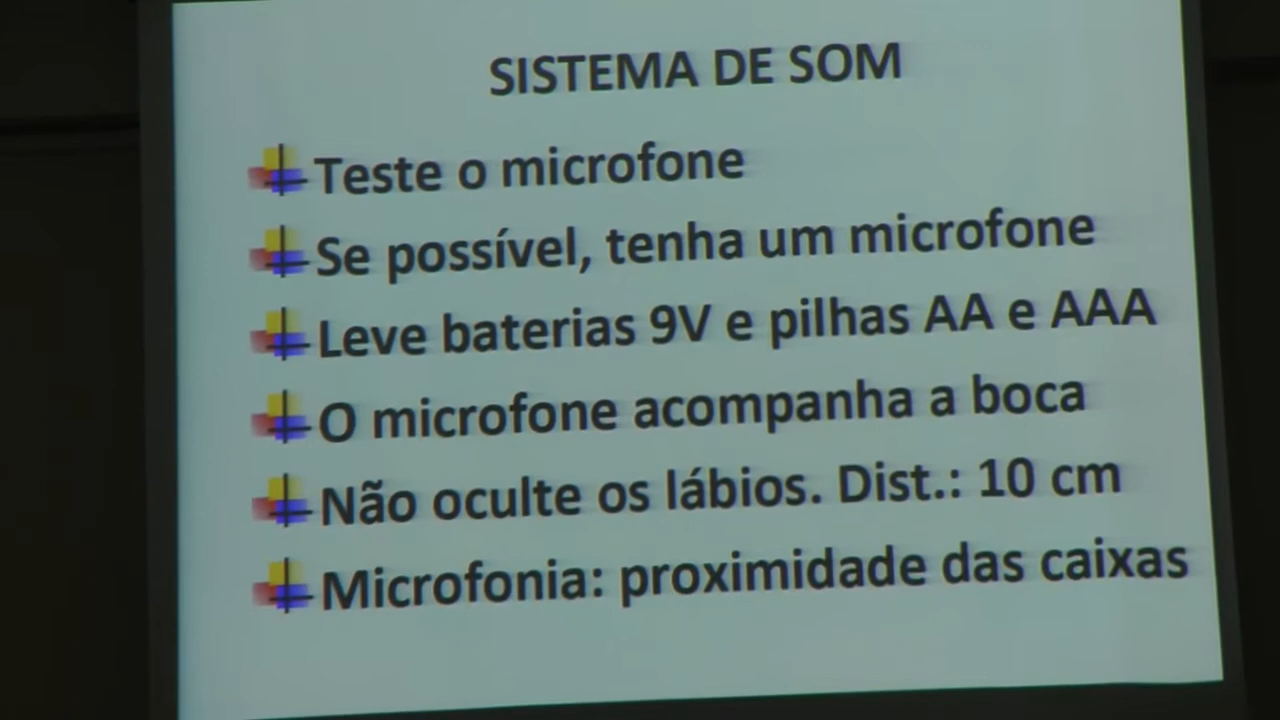 SISTEMA DE SOM
Teste o microfone
Se possível, tenha um microfone
Leve baterias 9V e pilhas AA e AAA
O microfone acompanha a boca
Não oculte os lábios. Dist.: 10 cm
Microfonia: proximidade das caixas